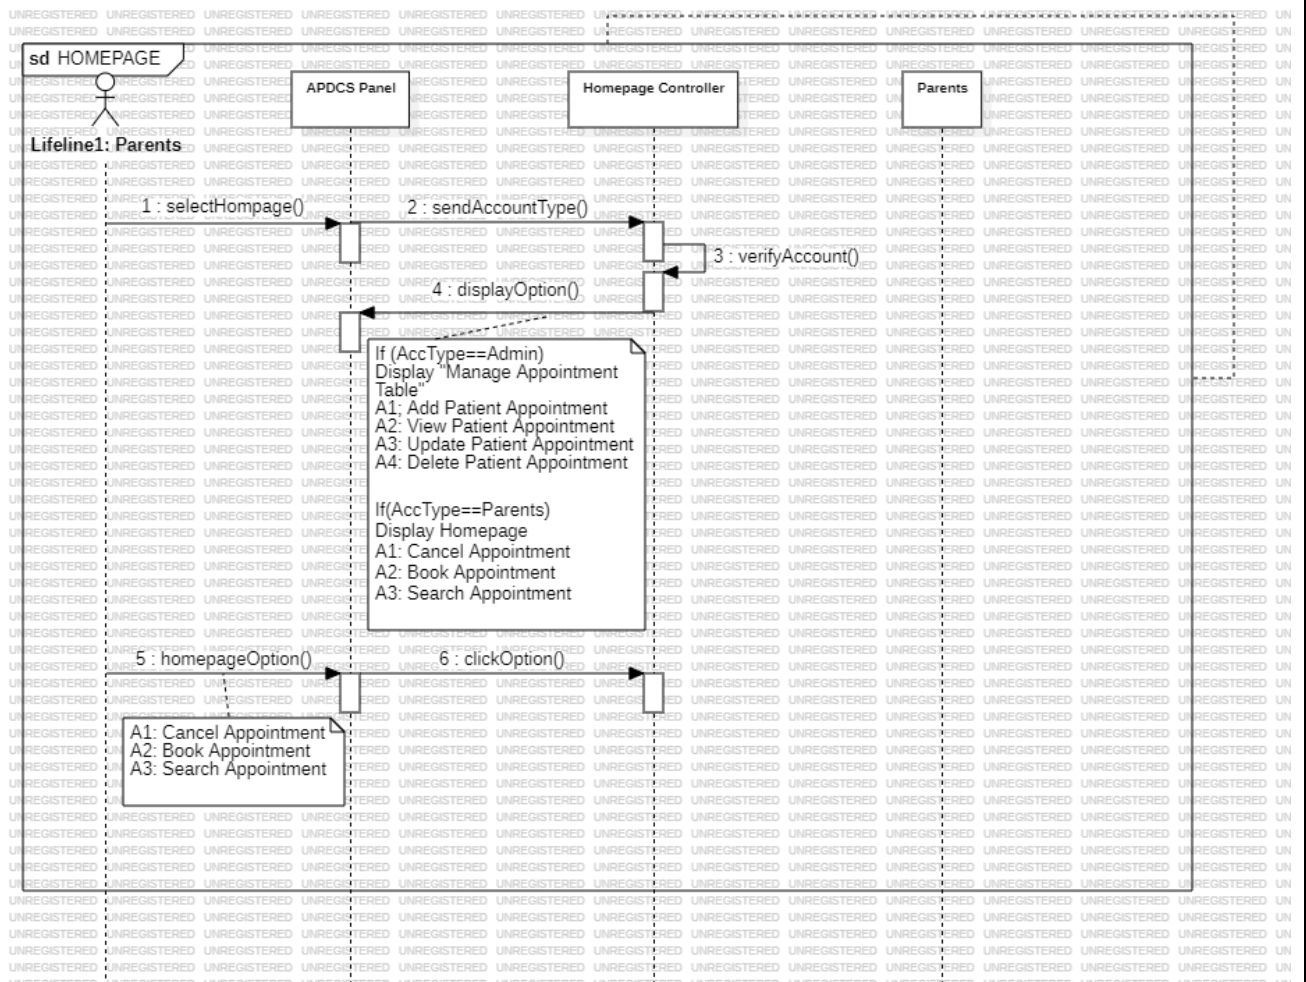 sd HOMEPAGE
APDCS Panel
Homepage Controller
Parents
Lifeline1: Parents
1 : selectHompage()
2 : sendAccountType()
3 : verifyAccount()
4 : displayOption()
If (AccType==Admin)
Display "Manage Appointment
Table"
A1; Add Patient Appointment
A2: View Patient Appointment
A3: Update Patient Appointment
A4: Delete Patient Appointment
If(AccType==Parents)
Display Homepage
A1: Cancel Appointment
A2: Book Appointment
A3: Search Appointment
5 : homepageOption()
6 : clickOption()
A1: Cancel Appointment
A2: Book Appointment
A3: Search Appointment
UNREGISTERED